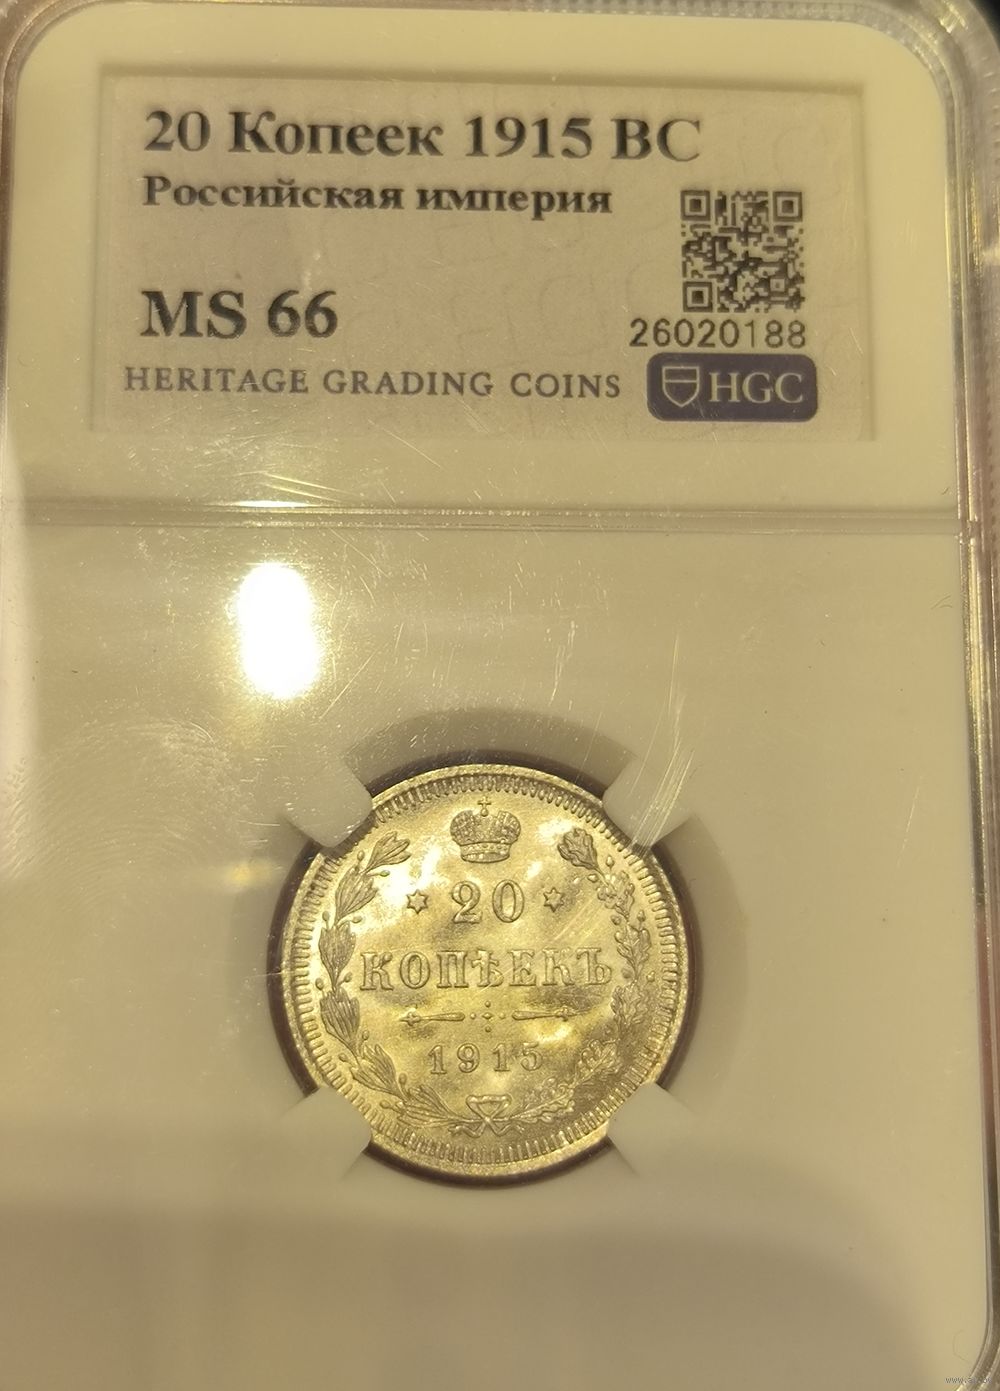 20 Копеек 1915 ВС
Российская империя
MS 66
26020188
HERITAGE GRADING COINS
HGC
20
КОПѢЕКЪ
1915